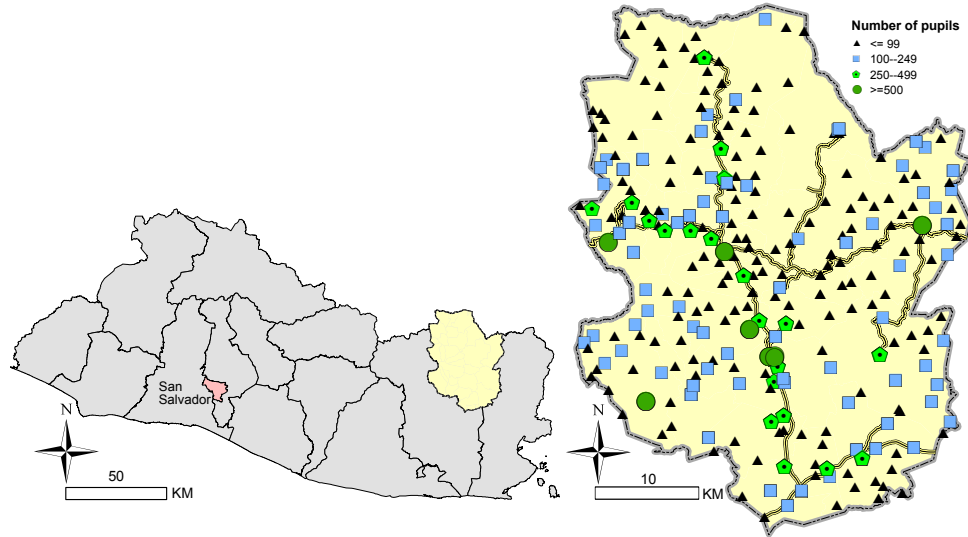 San
Salvador
N
50
KM
Number of pupils
<= 99
100--249
250--499
>=500
N
10
KM